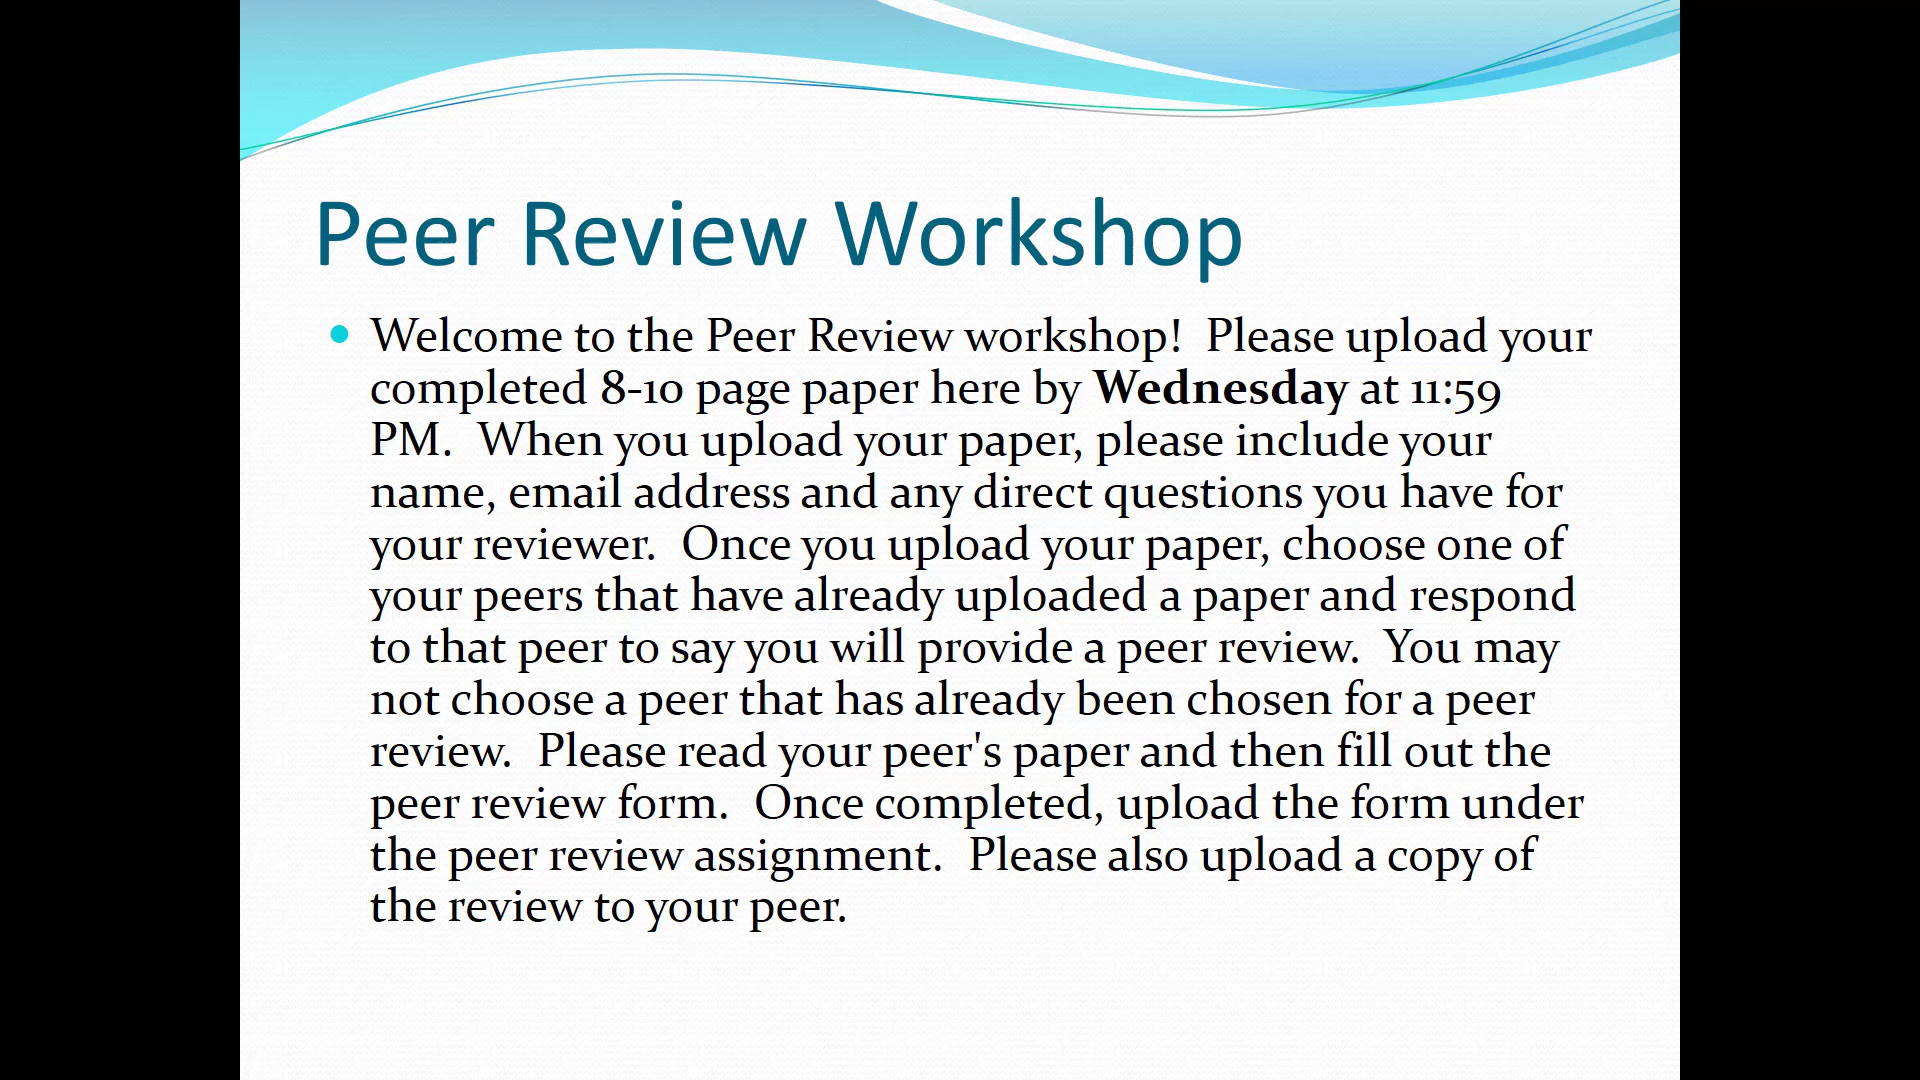 Peer Review Workshop
• Welcome to the Peer Review workshop!  Please upload your
completed 8-10 page paper here by Wednesday at 11:59
PM.  When you upload your paper, please include your
name, email address and any direct questions you have for
your reviewer.  Once you upload your paper, choose one of
your peers that have already uploaded a paper and respond
to that peer to say you will provide a peer review.  You may
not choose a peer that has already been chosen for a peer
review.  Please read your peer's paper and then fill out the
peer review form.  Once completed, upload the form under
the peer review assignment.  Please also upload a copy of
the review to your peer.